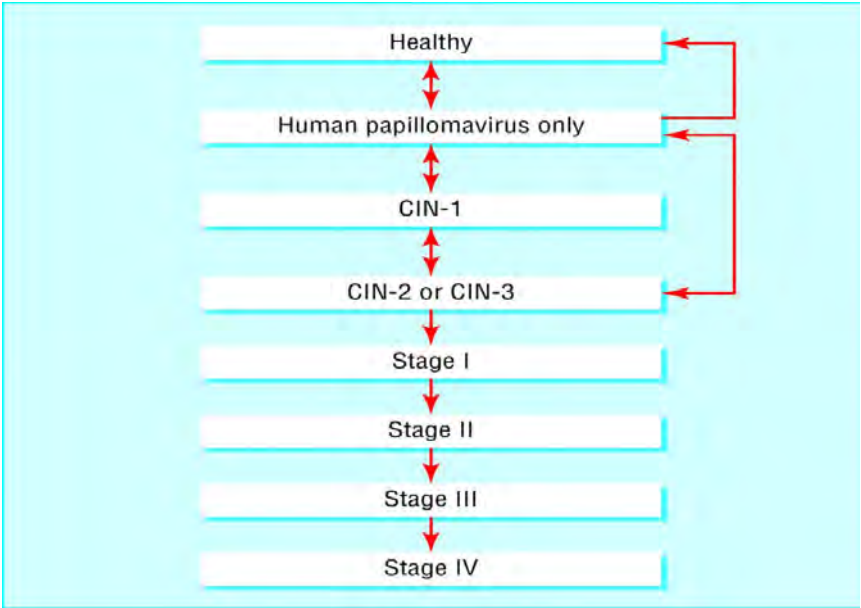 Healthy
Human papillomavirus only
CIN-1
CIN-2 or CIN-3
Stage I
Stage II
Stage III
Stage IV